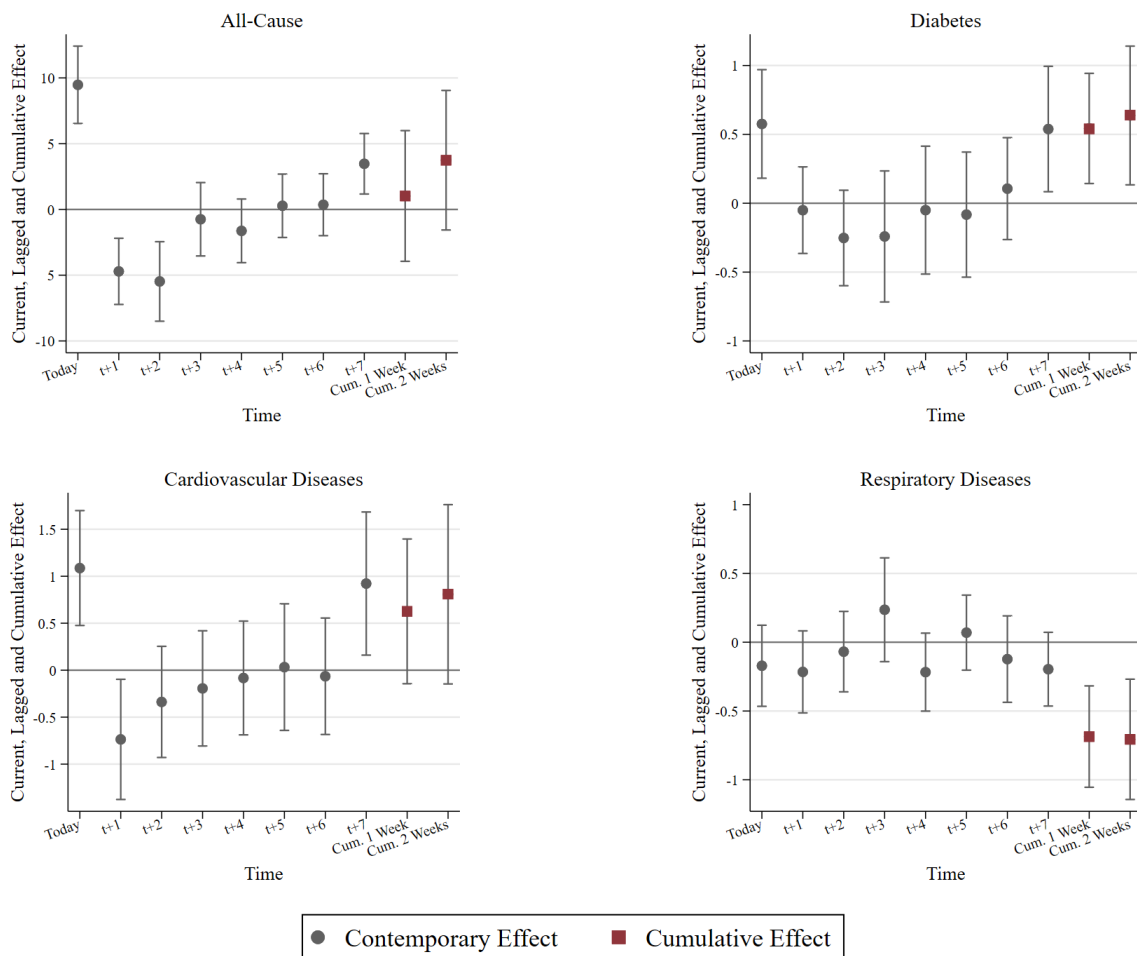 All-Cause
Current, Lagged and Cumulative Effect
10
5
0
5
-10
Today
t+1
t+2
t+3
t+4
t+5
t+6
t+7
Cum. 1 Week
Cum. 2 Weeks
Time
Diabetes
Current, Lagged and Cumulative Effect
1
0.5
0
-0.5
-1
Today
t+1
t+2
t+3
t+4
t+5
t+6
t+7
Cum. 1 Week
Cum. 2 Weeks
Time
Cardiovascular Diseases
Current, Lagged and Cumulative Effect
1.5
1
0.5
0
-0.5
-1
Today
t+1
t+2
t+3
t+4
t+5
t+6
t+7
Cum. 1 Week
Cum. 2 Weeks
Time
Respiratory Diseases
Current, Lagged and Cumulative Effect
1
0.5
0
-0.5
-1
Today
t+1
t+2
t+3
t+4
t+5
t+6
t+7
Cum. 1 Week
Cum. 2 Weeks
Time
Contemporary Effect
Cumulative Effect